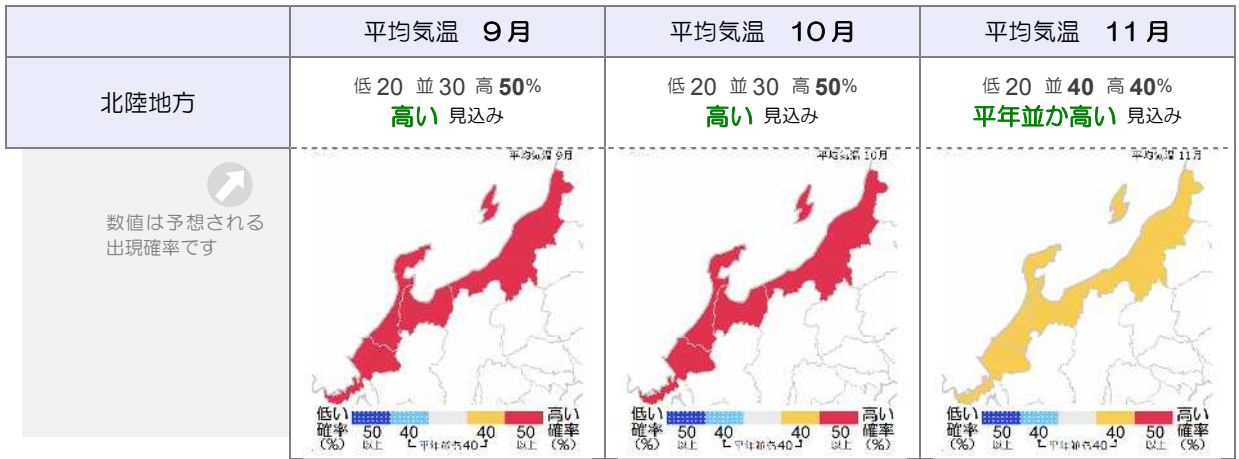 平均気温 9月
平均気温 10月
平均気温 11月
北陸地方
低20 並30 高50%
高い 見込み
低20 並30 高50%
高い 見込み
低20 並40 高40%
平年並か高い 見込み
数値は予想される
出現確率です
平均気温 9月
低い
確率
(%)
50
以上
40
平年並も40
40
50
以上
高い
確率
(%)
平均気温 10月
低い
確率
(%)
50
以上
40
平年並も40
40
50
以上
高い
確率
(%)
平均気温 11月
低い
確率
(%)
50
以上
40
平年並も40
40
50
以上
高い
確率
(%)